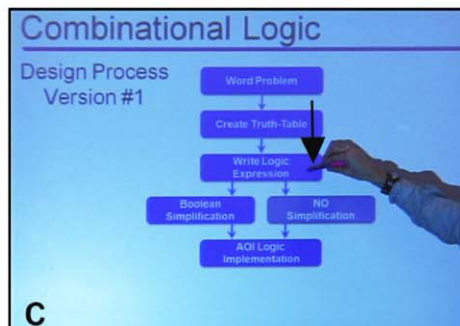 Combinational Logic
Design Process
Version #1
Word Problem
Create Truth-Table
Write Logic
Expression
Boolean
Simplification
NO
Simplification
AOI Logic
Implementation
C